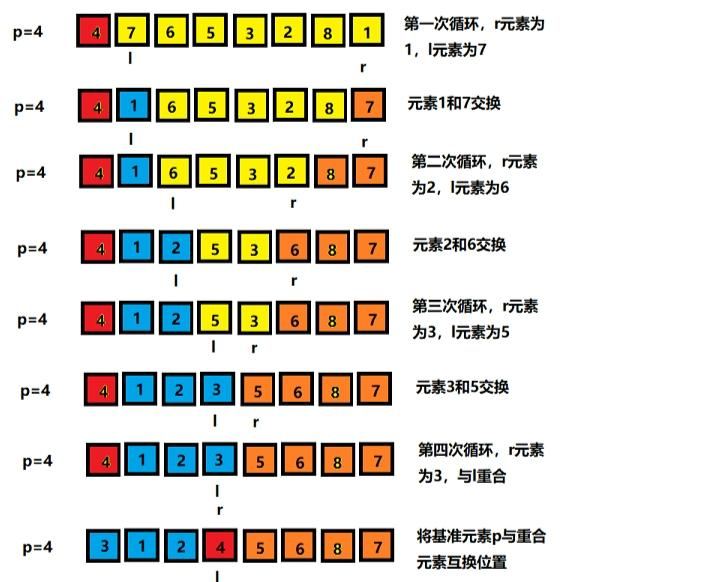 p=4 4 7 6 5 3 2 8 1 第一次循环，r元素为
1，l元素为7
l r
p=4 4 1 6 5 3 2 8 7 元素1和7交换
l r
p=4 4 1 6 5 3 2 8 7 第二次循环，r元素
为2，l元素为6
l r
p=4 4 1 2 5 3 6 8 7 元素2和6交换
l r
p=4 4 1 2 5 3 6 8 7 第三次循环，r元素
为3，l元素为5
l r
p=4 4 1 2 3 5 6 8 7 元素3和5交换
l r
p=4 4 1 2 3 5 6 8 7 第四次循环，r元素
为3，与l重合
l
r
p=4 3 1 2 4 5 6 8 7 将基准元素p与重合
元素互换位置
l